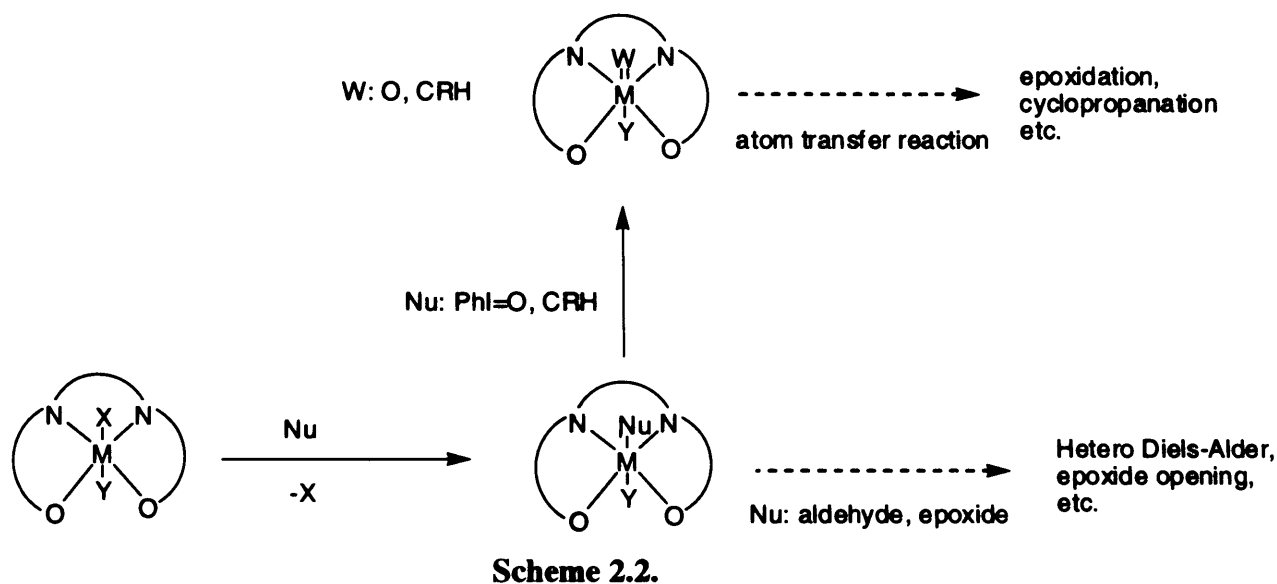 N
N
W
W: O, CRH
M
Y
O
O
epoxidation,
cyclopropanation
etc.
atom transfer reaction
Nu: PhI=O, CRH
N
X
N
M
Y
O
O
Nu
-X
N
Nu
N
M
Y
O
O
Hetero Diels-Alder,
epoxide opening,
etc.
Nu: aldehyde, epoxide
Scheme 2.2.